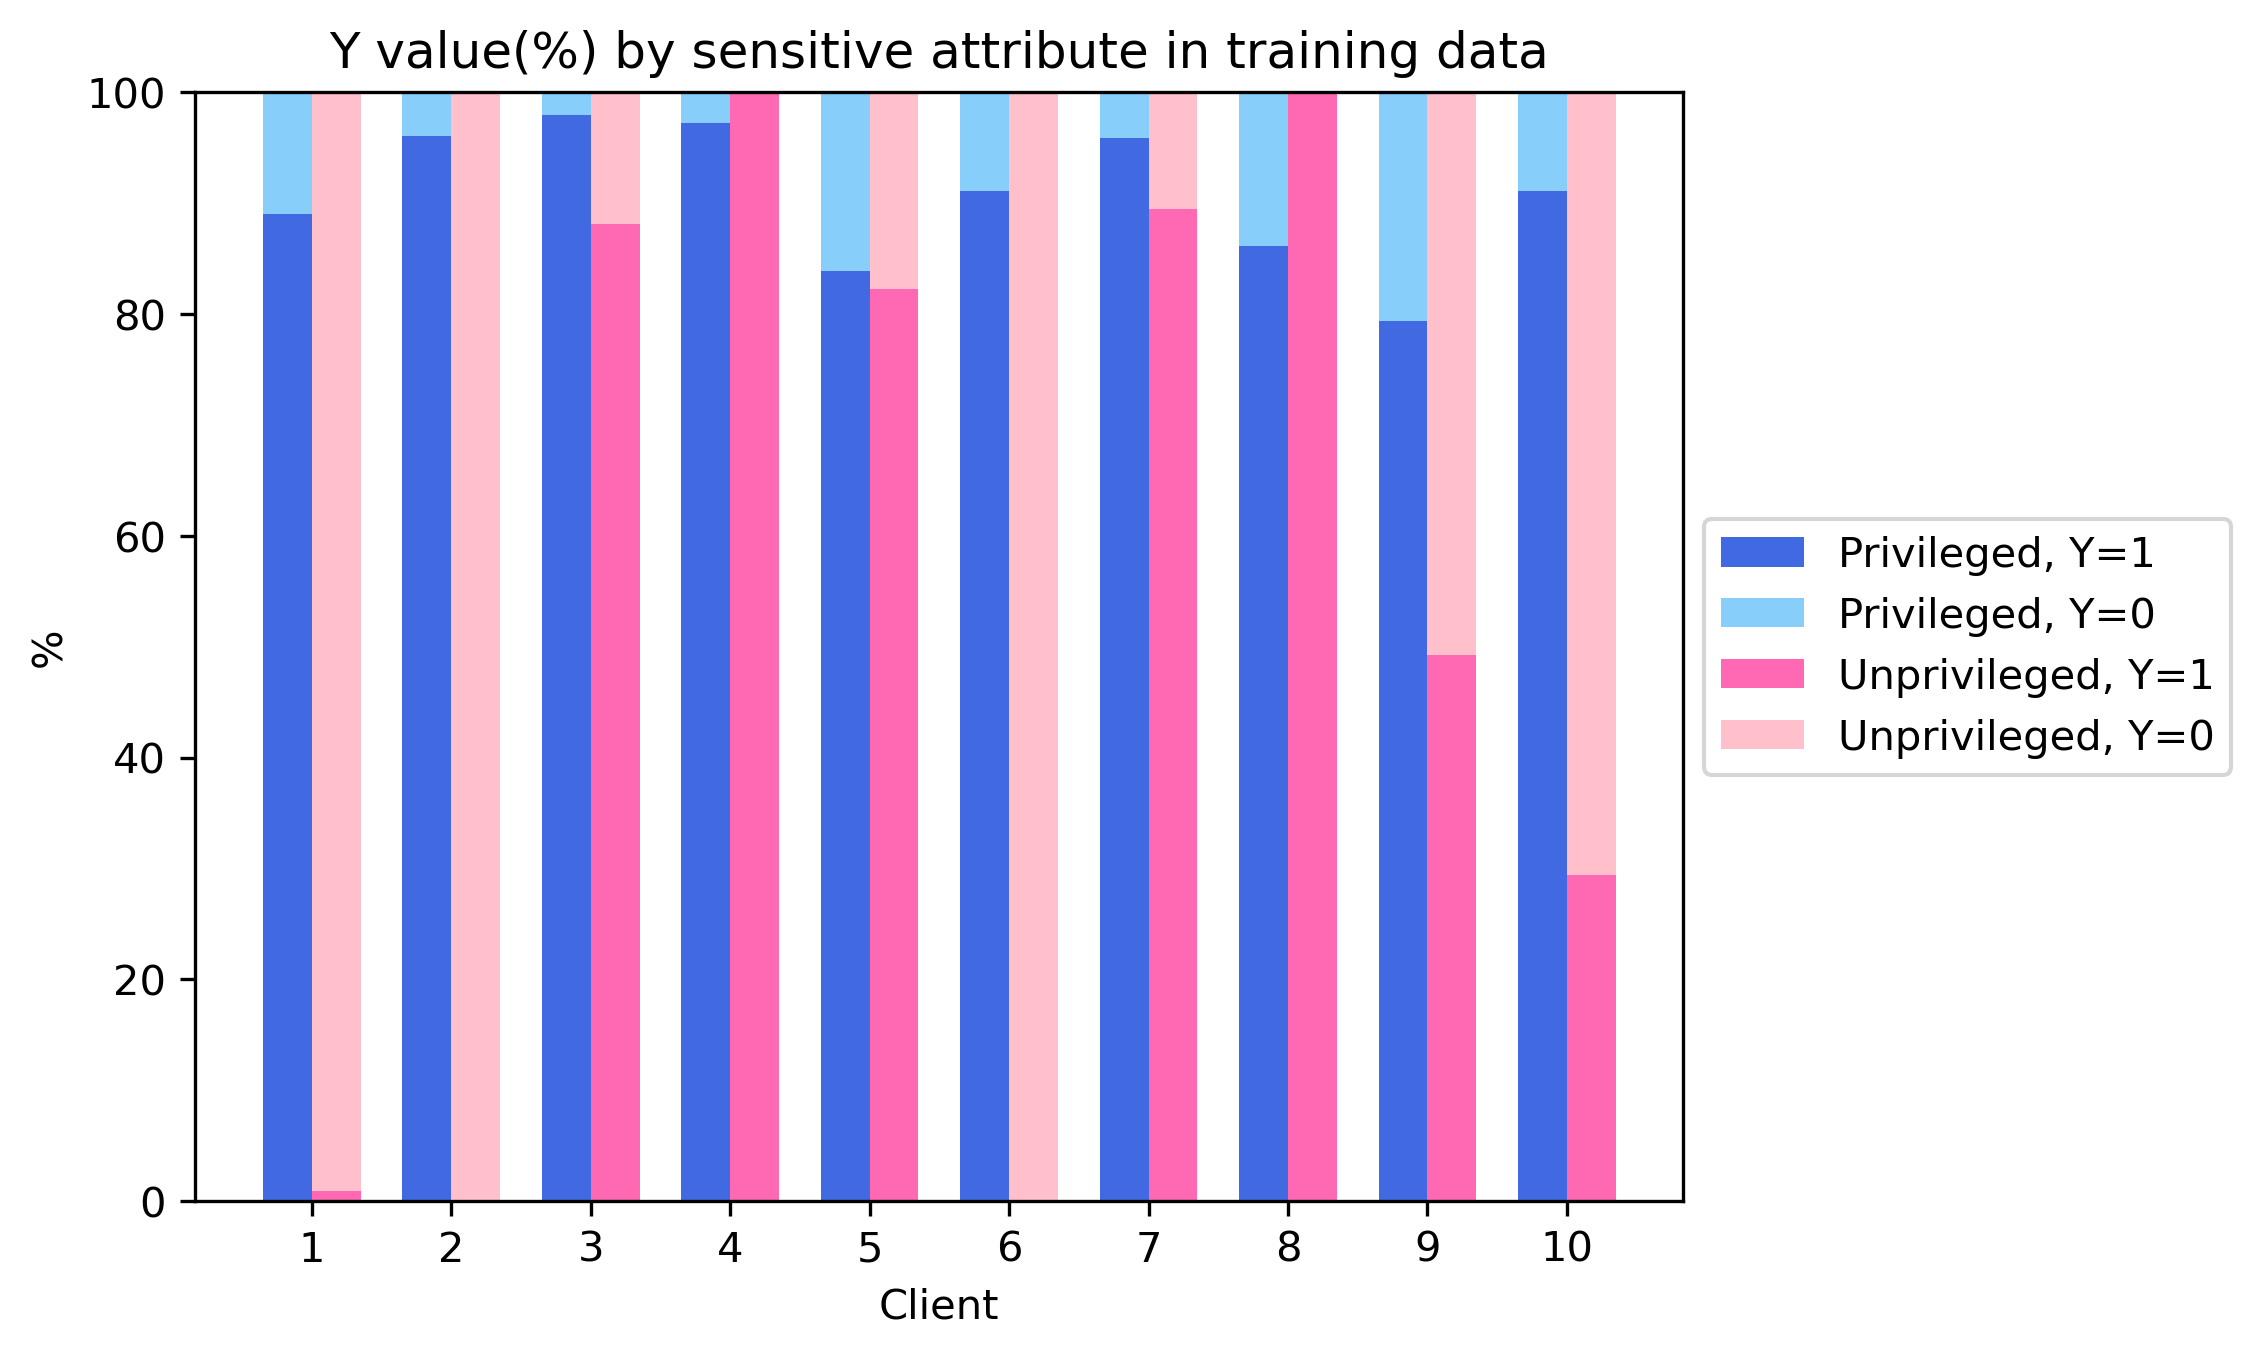 Y value(%) by sensitive attribute in training data
100
80
60
40
20
0
%
1 2 3 4 5 6 7 8 9 10
Client
Privileged, Y=1
Privileged, Y=0
Unprivileged, Y=1
Unprivileged, Y=0